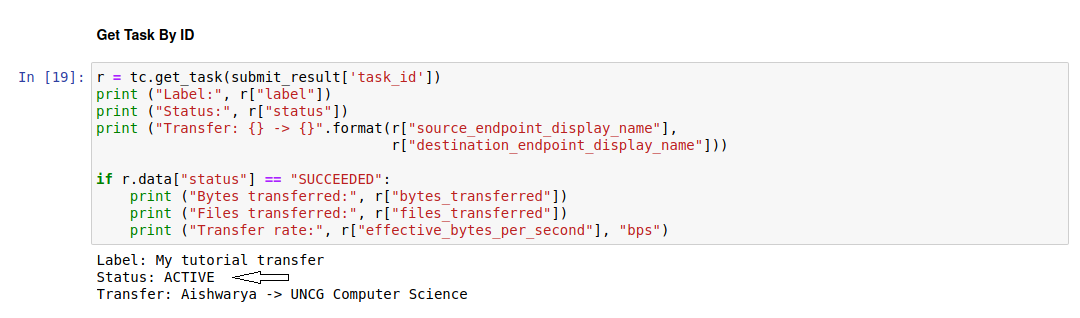 Get Task By ID
In [19]: r = tc.get_task(submit_result['task_id'])
print ("Label:", r["label"])
print ("Status:", r["status"])
print ("Transfer: {} -> {}".format(r["source_endpoint_display_name"],
                                   r["destination_endpoint_display_name"]))

if r.data["status"] == "SUCCEEDED":
    print ("Bytes transferred:", r["bytes_transferred"])
    print ("Files transferred:", r["files_transferred"])
    print ("Transfer rate:", r["effective_bytes_per_second"], "bps")
Label: My tutorial transfer
Status: ACTIVE
Transfer: Aishwarya -> UNCG Computer Science